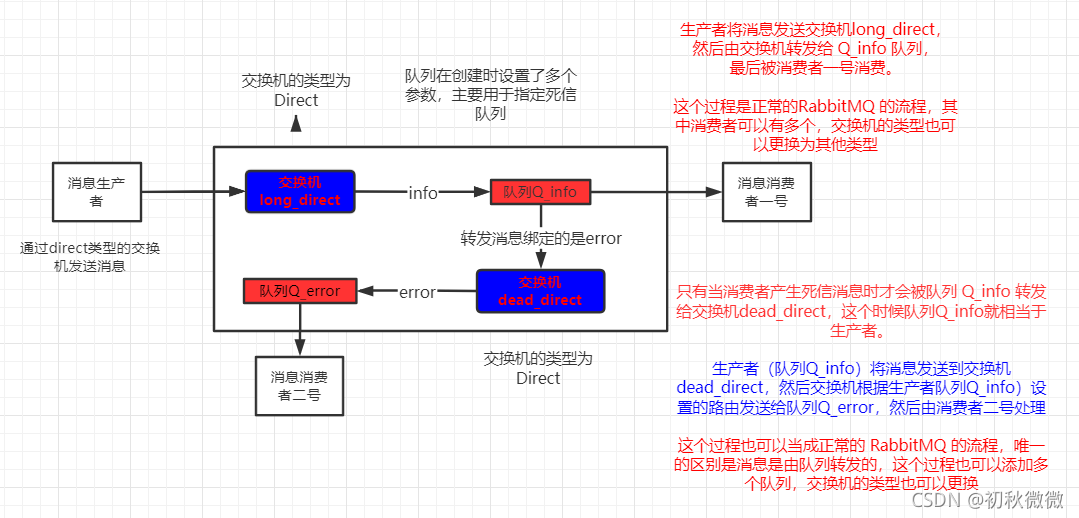 生产者将消息发送交换机long_direct，
然后由交换机转发给 Q_info 队列，
最后被消费者一号消费。
这个过程是正常的RabbitMQ 的流程，其
中消费者可以有多个，交换机的类型也可
以更换为其他类型
交换机的类型为
Direct
队列在创建时设置了多个
参数，主要用于指定死信
队列
消息生产
者
交换机
long_direct
info
队列Q_info
消息消费
者一号
通过direct类型的交换
机发送消息
转发消息绑定的是error
交换机
dead_direct
error
队列Q_error
消息消费
者二号
交换机的类型为
Direct
只有当消费者产生死信消息时才会被队列 Q_info 转发
给交换机dead_direct，这个时候队列Q_info就相当于
生产者。
生产者（队列Q_info）将消息发送到交换机
dead_direct，然后交换机根据生产者队列Q_info）设
置的路由发送给队列Q_error，然后由消费者二号处理
这个过程也可以当成正常的 RabbitMQ 的流程，唯一
的区别是消息是由队列转发的，这个过程也可以添加多
个队列，交换机的类型也可以更换
CSDN @初秋微微